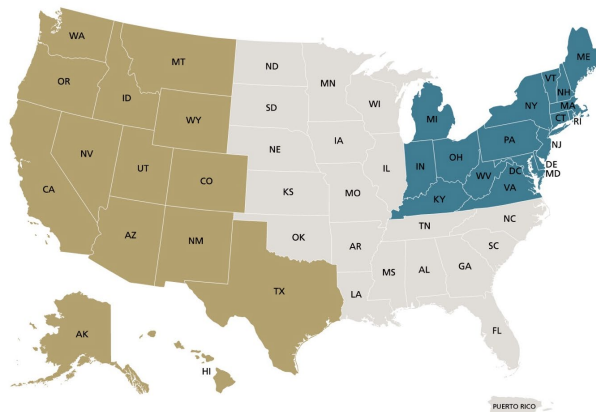 WA
MT
ND
MN
ME
VT
NH
OR
ID
SD
WI
NY
MA
CT
RI
WY
MI
IA
PA
NJ
NE
NV
UT
CO
IL
IN
OH
DE
MD
DC
WV
VA
CA
KS
MO
KY
NC
TN
AZ
NM
OK
AR
SC
MS
AL
GA
TX
LA
FL
AK
HI
PUERTO RICO